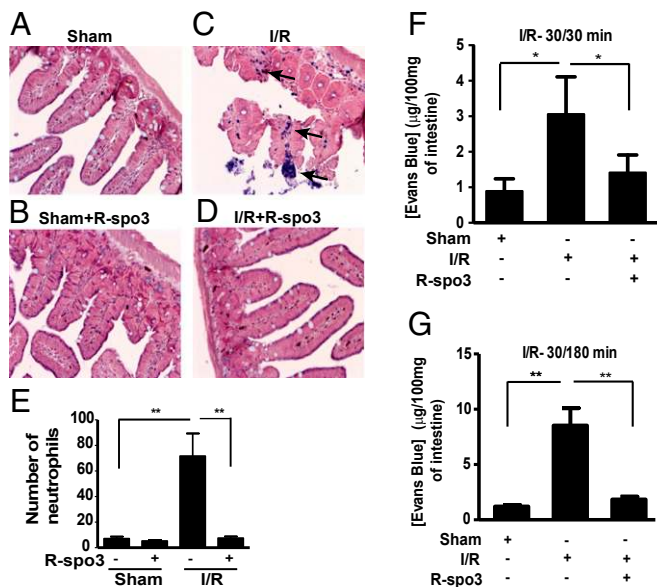 A
Sham
C
I/R
B
Sham+R-spo3
D
I/R+R-spo3
E
Number of
neutrophils
100
80
60
40
20
0
**
**
R-spo3 - + - +
Sham I/R
F
I/R- 30/30 min
[Evans Blue] (µg/100mg
of intestine)
5
4
3
2
1
0
*
*
Sham + - -
I/R - + +
R-spo3 - - +
G
I/R- 30/180 min
[Evans Blue] (µg/100mg
of intestine)
15
10
5
0
**
**
Sham + - -
I/R - + +
R-spo3 - - +